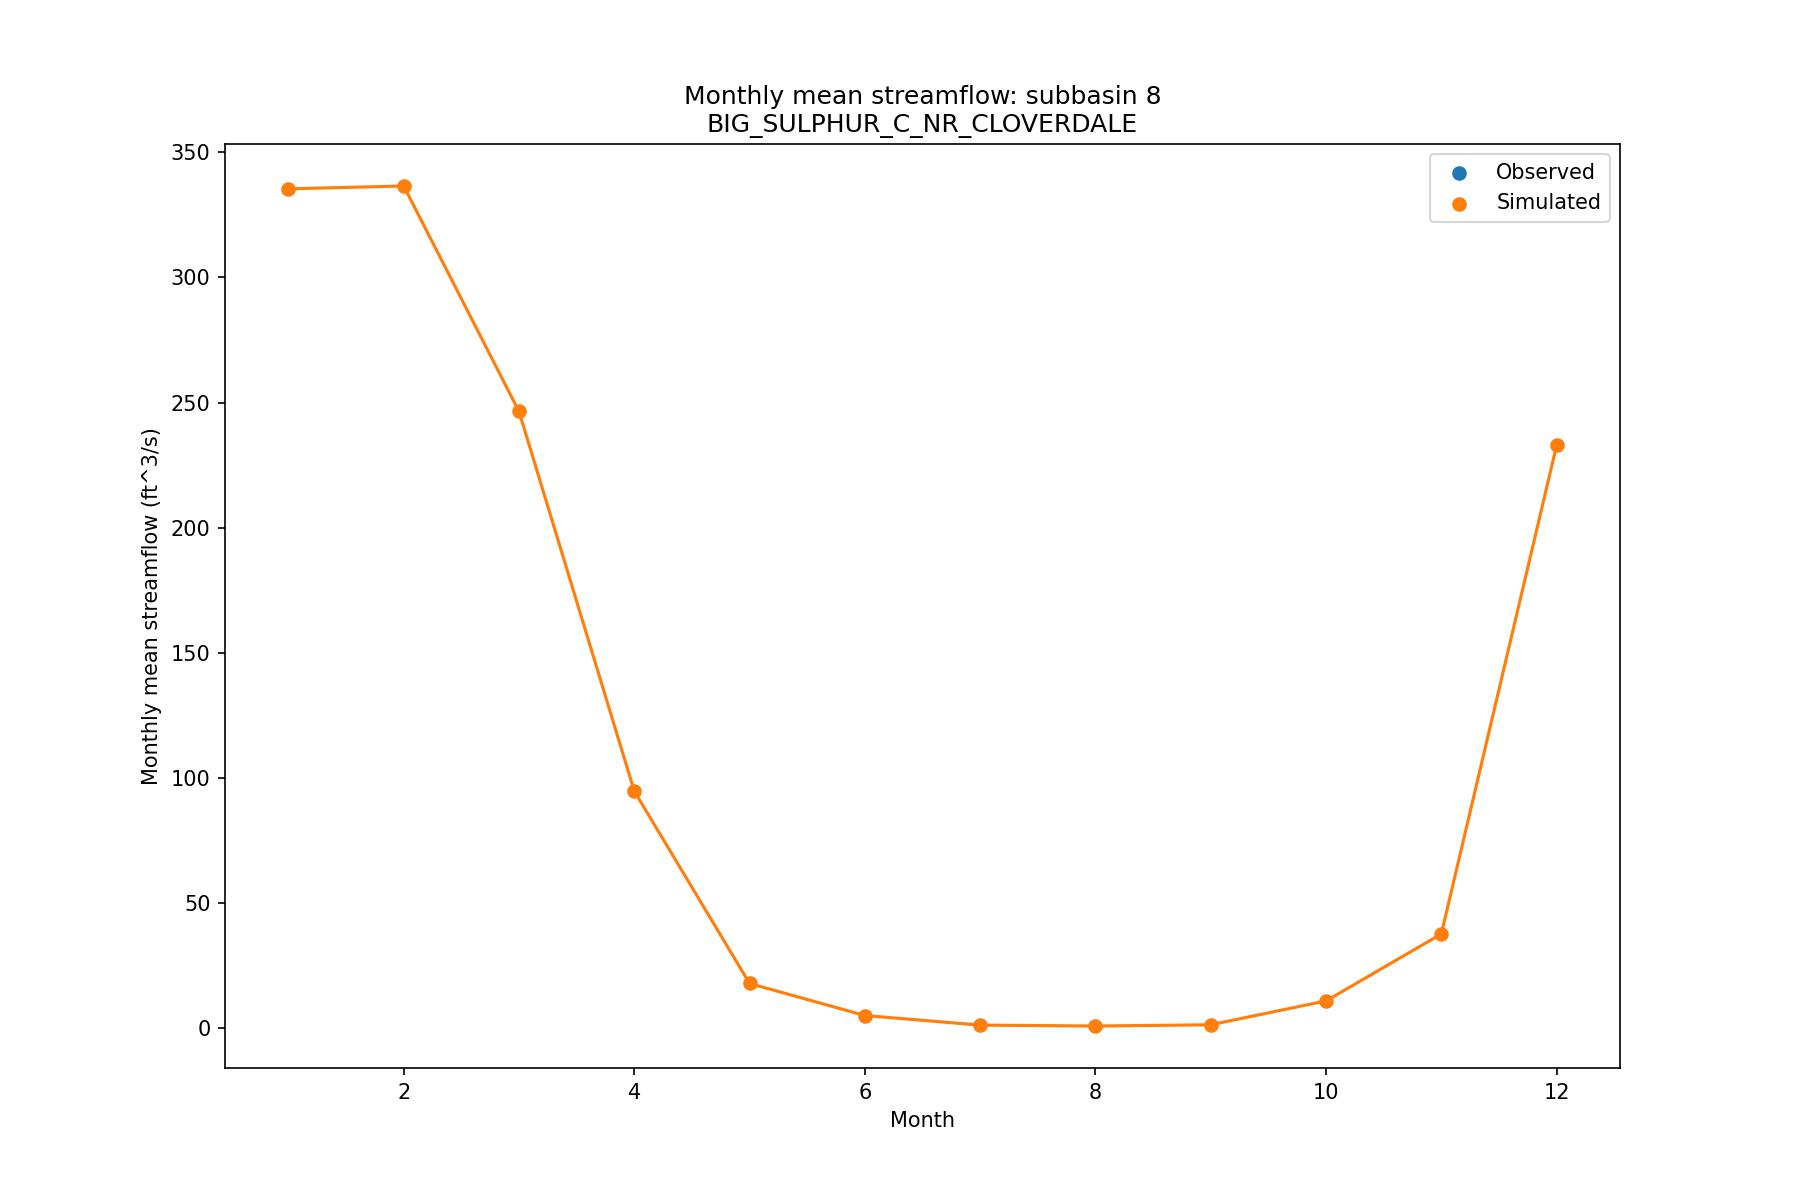 Monthly mean streamflow: subbasin 8
BIG_SULPHUR_C_NR_CLOVERDALE
Observed
Simulated
Monthly mean streamflow (ft^3/s)
350
300
250
200
150
100
50
0
2 4 6 8 10 12
Month